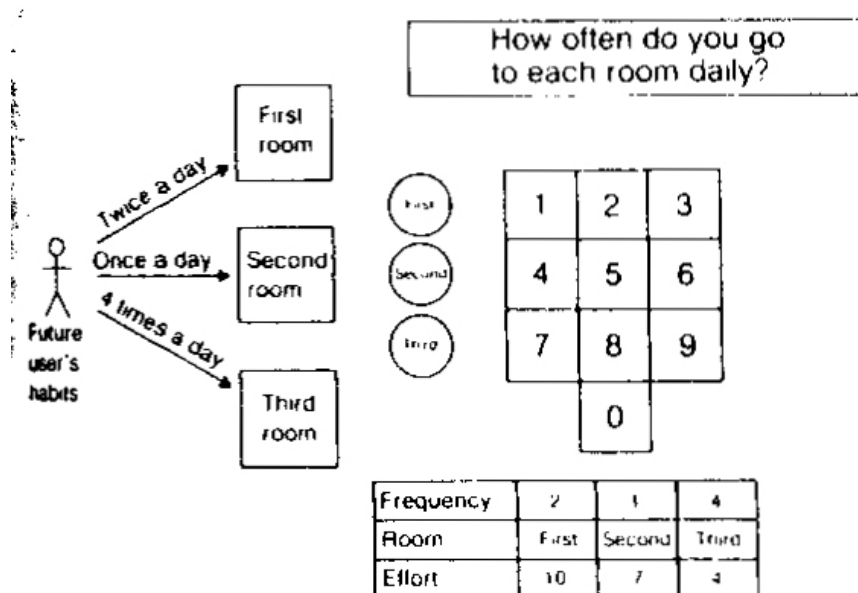 How often do you go
to each room daily?
First
room
Twice a day
Once a day
Second
room
4 times a day
Future
user's
habits
Third
room
First
Second
Third
1 2 3
4 5 6
7 8 9
0
Frequency 2 1 4
Room First Second Third
Effort 10 7 4